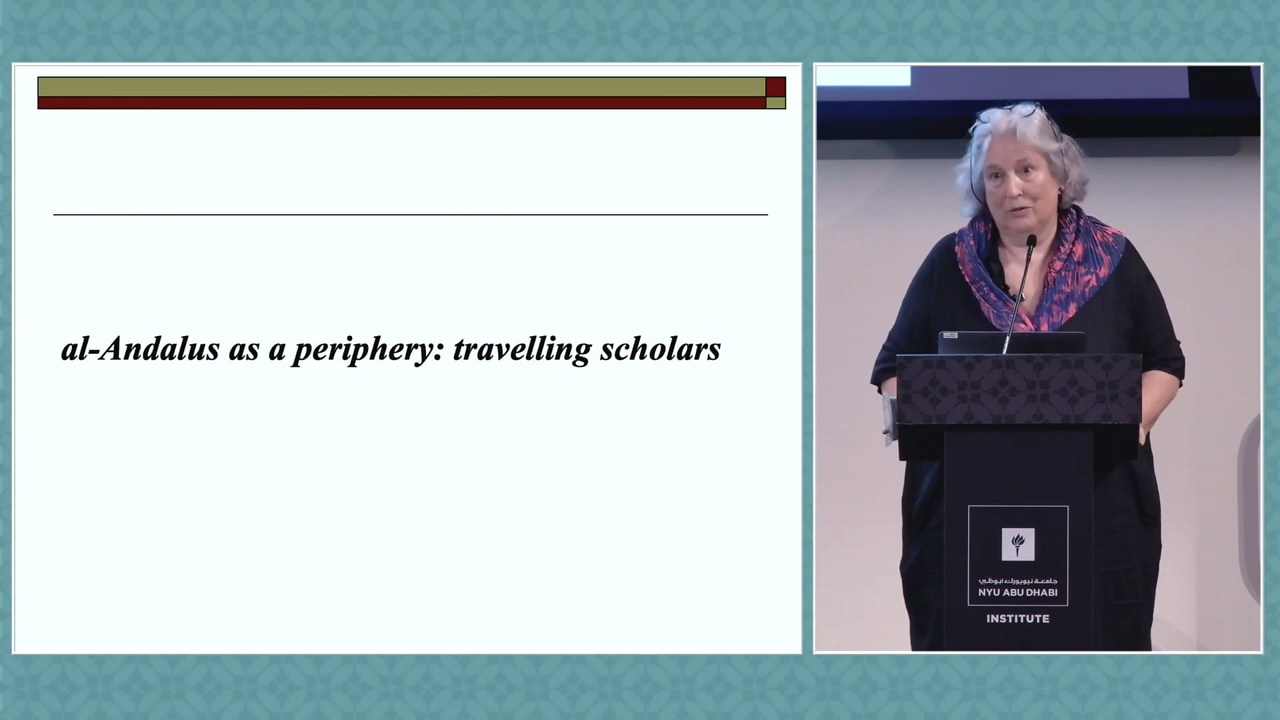 al-Andalus as a periphery: travelling scholars
جامعة نيويورك أبوظبي
NYU ABU DHABI
INSTITUTE